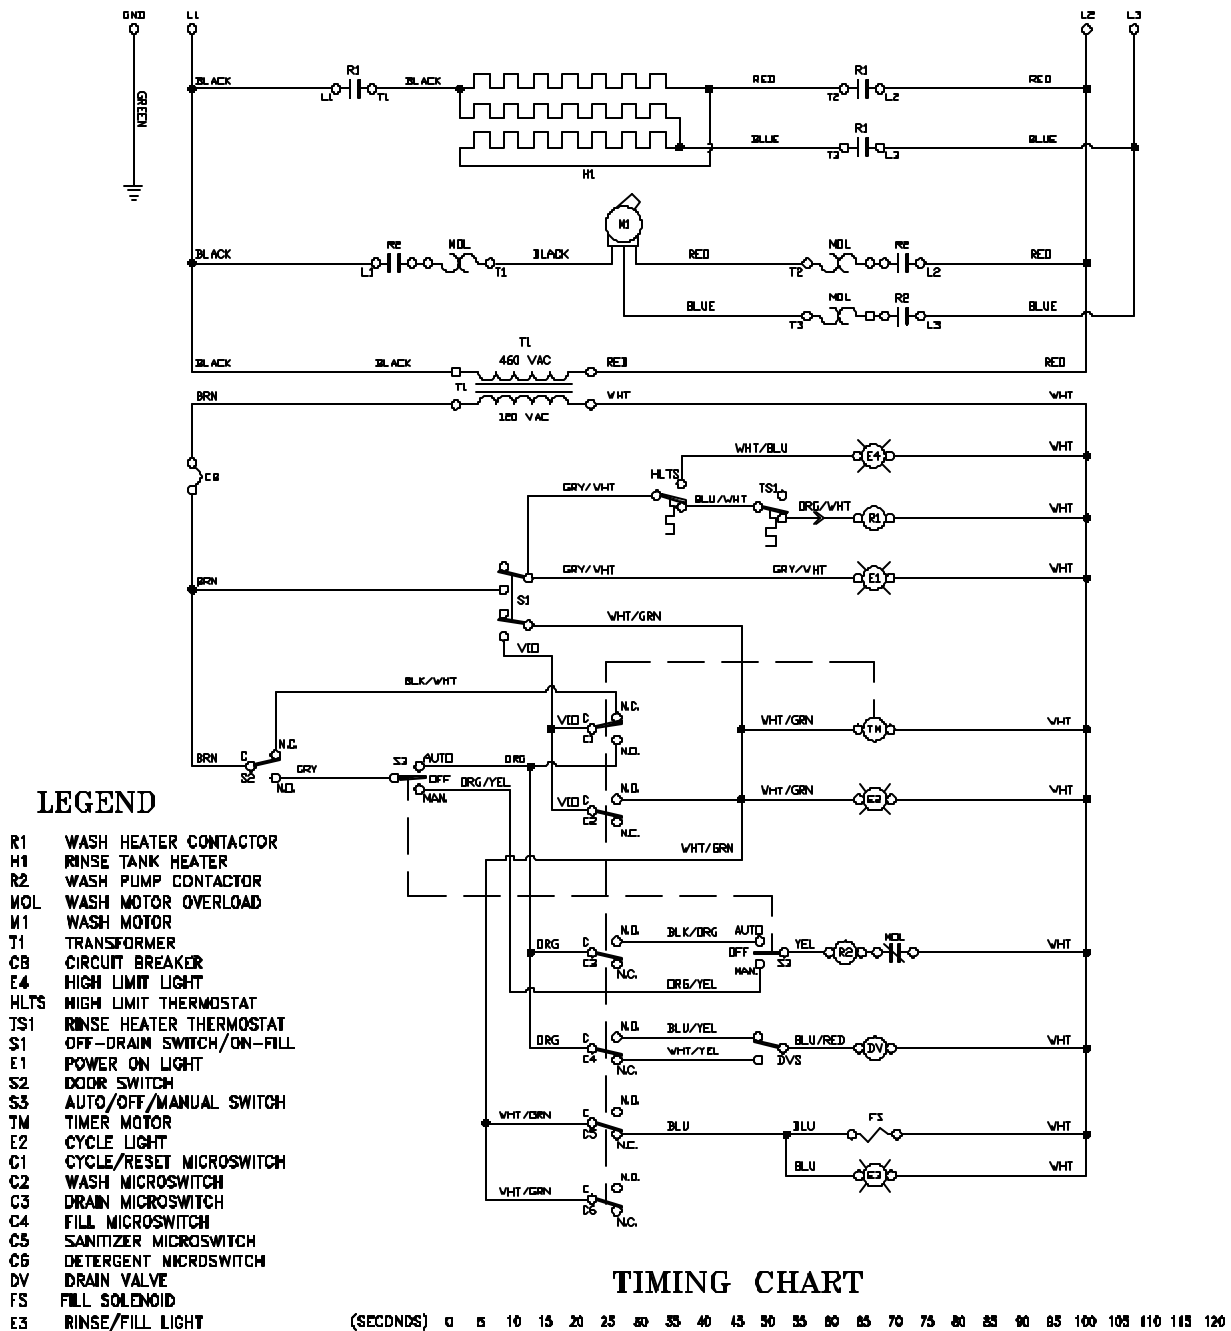 GND L1 L2 L3
BLACK R1 BLACK RED R1 RED
L1 T1 T2 L2
GREEN
R1
BLUE BLUE
T3 L3
H1
M1
BLACK R2 MOL BLACK RED MOL R2 RED
L1 T1 T2 L2
BLUE MOL R2 BLUE
T3 L3
T1
BLACK BLACK 460 VAC RED RED
T1
BRN WHT WHT
120 VAC
WHT/BLU E4 WHT
CB
HLTS
GRY/WHT TS1
BLU/WHT ORG/WHT R1 WHT
GRY/WHT GRY/WHT E1 WHT
BRN
S1
WHT/GRN
VIO
BLK/WHT
N.C.
VIO C WHT/GRN TM WHT
C1
N.O.
BRN C N.C. S3 AUTO ORG
S2 GRY OFF ORG/YEL
N.O. MAN. N.O.
VIO C WHT/GRN E2 WHT
C2 N.C.
WHT/GRN
N.O. BLK/ORG AUTO MOL
ORG C OFF YEL R2 WHT
C3 S3
N.C. MAN.
ORG/YEL
N.O. BLU/YEL
ORG C BLU/RED DV WHT
C4 WHT/YEL DVS
N.C.
N.O.
WHT/GRN C FS
C5 BLU BLU WHT
N.C.
BLU E3 WHT
N.O.
WHT/GRN C
C6
N.C.
LEGEND
R1 WASH HEATER CONTACTOR
H1 RINSE TANK HEATER
R2 WASH PUMP CONTACTOR
MOL WASH MOTOR OVERLOAD
M1 WASH MOTOR
T1 TRANSFORMER
CB CIRCUIT BREAKER
E4 HIGH LIMIT LIGHT
HLTS HIGH LIMIT THERMOSTAT
TS1 RINSE HEATER THERMOSTAT
S1 OFF-DRAIN SWITCH/ON-FILL
E1 POWER ON LIGHT
S2 DOOR SWITCH
S3 AUTO/OFF/MANUAL SWITCH
TM TIMER MOTOR
E2 CYCLE LIGHT
C1 CYCLE/RESET MICROSWITCH
C2 WASH MICROSWITCH
C3 DRAIN MICROSWITCH
C4 FILL MICROSWITCH
C5 SANITIZER MICROSWITCH
C6 DETERGENT MICROSWITCH
DV DRAIN VALVE
FS FILL SOLENOID
E3 RINSE/FILL LIGHT
TIMING CHART
(SECONDS) 0 5 10 15 20 25 30 35 40 45 50 55 60 65 70 75 80 85 90 95 100 105 110 115 120